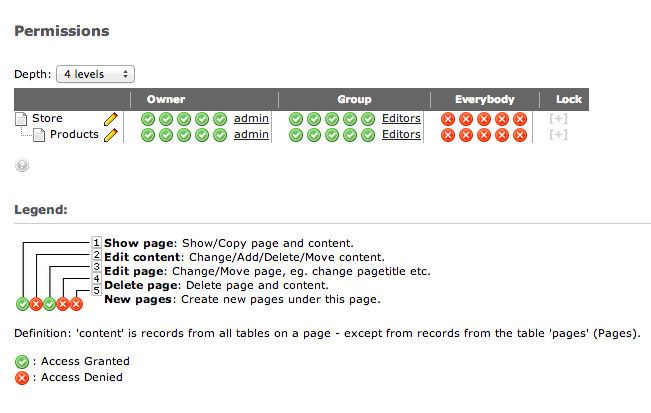 Permissions
Depth: 4 levels
Owner Group Everybody Lock
Store admin Editors [+]
Products admin Editors [+]
?
Legend:
1 Show page: Show/Copy page and content.
2 Edit content: Change/Add/Delete/Move content.
3 Edit page: Change/Move page, eg. change pagetitle etc.
4 Delete page: Delete page and content.
5 New pages: Create new pages under this page.
Definition: 'content' is records from all tables on a page - except from records from the table 'pages' (Pages).
: Access Granted
: Access Denied